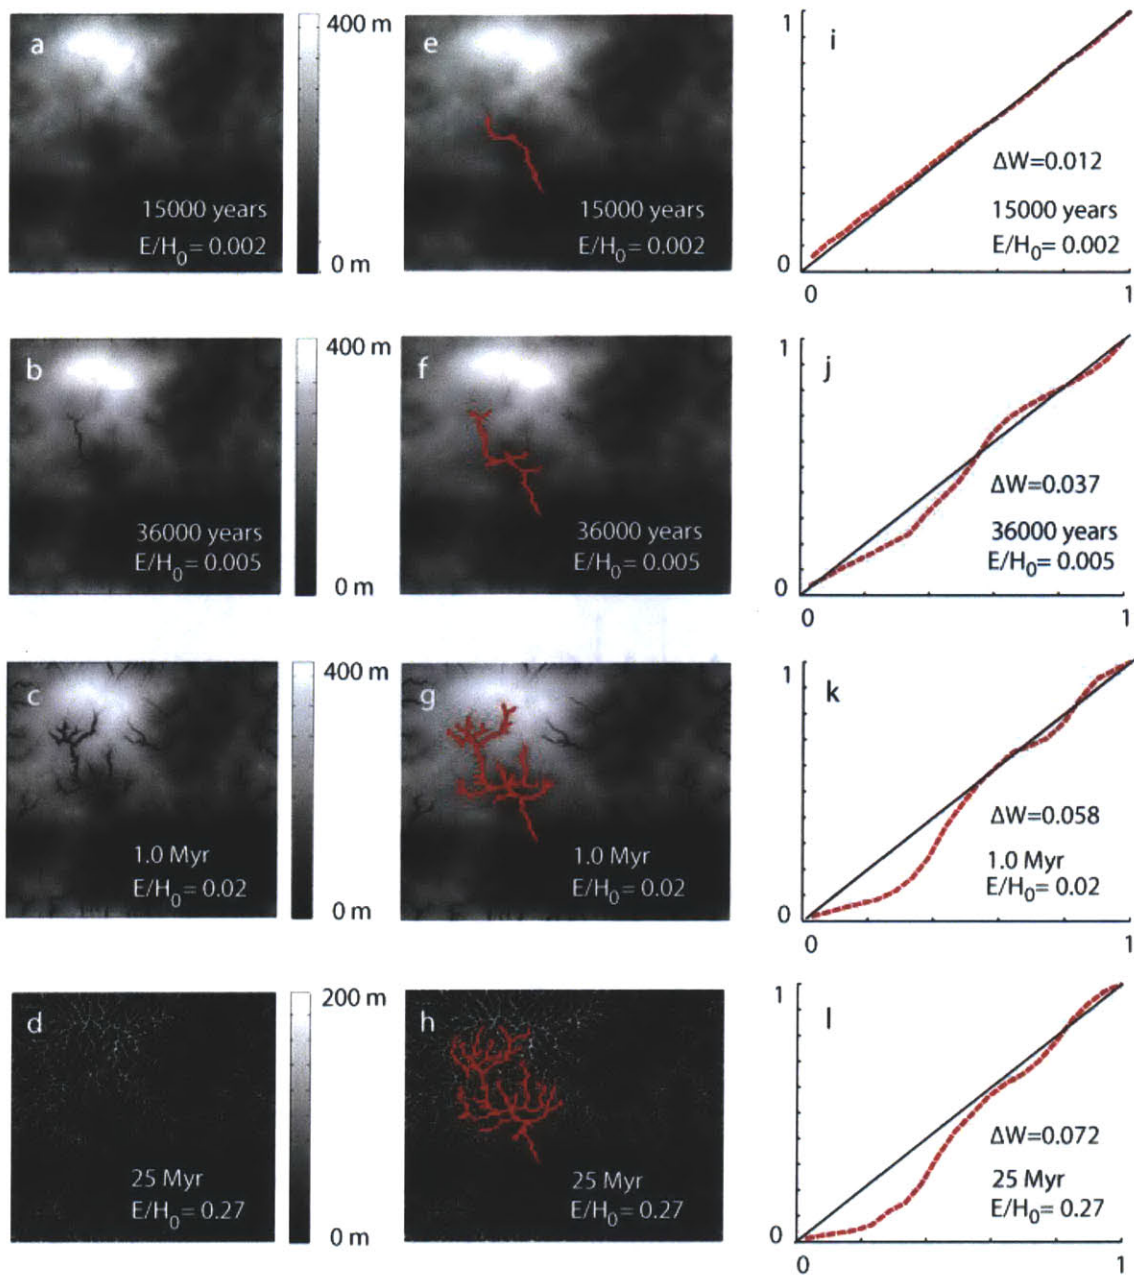 a
400 m
0 m
15000 years
E/H0= 0.002
e
15000 years
E/H0= 0.002
i
1
0
0
1
ΔW=0.012
15000 years
E/H0= 0.002
b
400 m
0 m
36000 years
E/H0= 0.005
f
36000 years
E/H0= 0.005
j
1
0
0
1
ΔW=0.037
36000 years
E/H0= 0.005
c
400 m
0 m
1.0 Myr
E/H0= 0.02
g
1.0 Myr
E/H0= 0.02
k
1
0
0
1
ΔW=0.058
1.0 Myr
E/H0= 0.02
d
200 m
0 m
25 Myr
E/H0= 0.27
h
25 Myr
E/H0= 0.27
l
1
0
0
1
ΔW=0.072
25 Myr
E/H0= 0.27